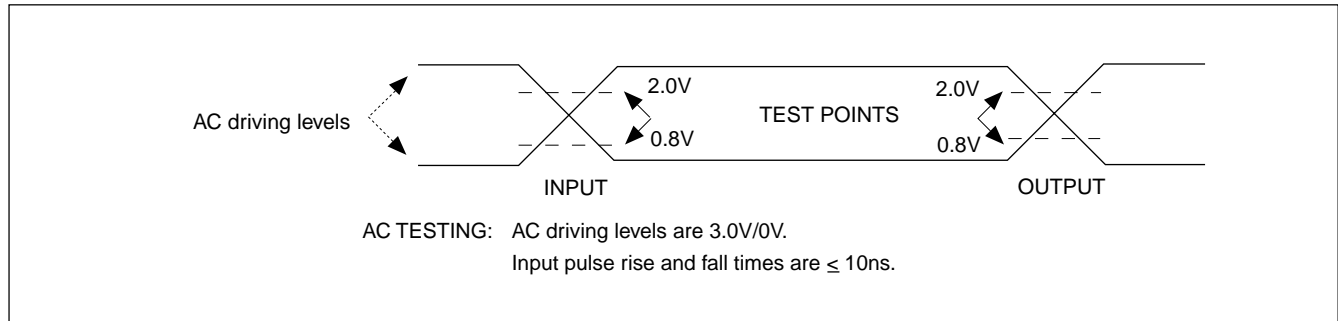 2.0V
2.0V
AC driving levels
TEST POINTS
0.8V
0.8V
INPUT
OUTPUT
AC TESTING: AC driving levels are 3.0V/0V.
Input pulse rise and fall times are ≤ 10ns.